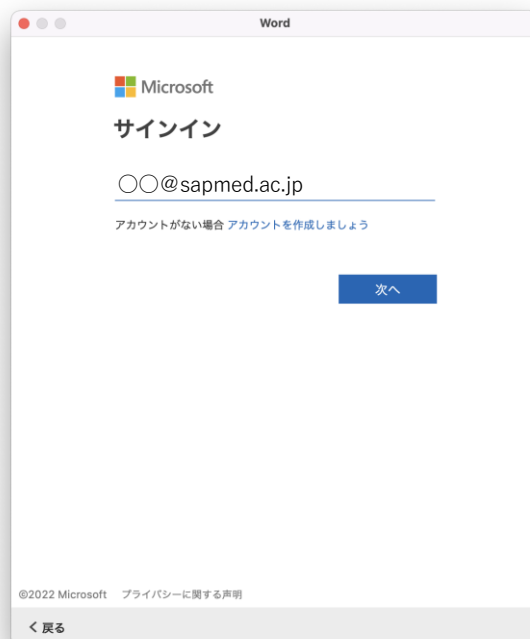 Word
Microsoft
サインイン
○○@sapmed.ac.jp
アカウントがない場合 アカウントを作成しましょう
次へ
©2022 Microsoft プライバシーに関する声明
< 戻る